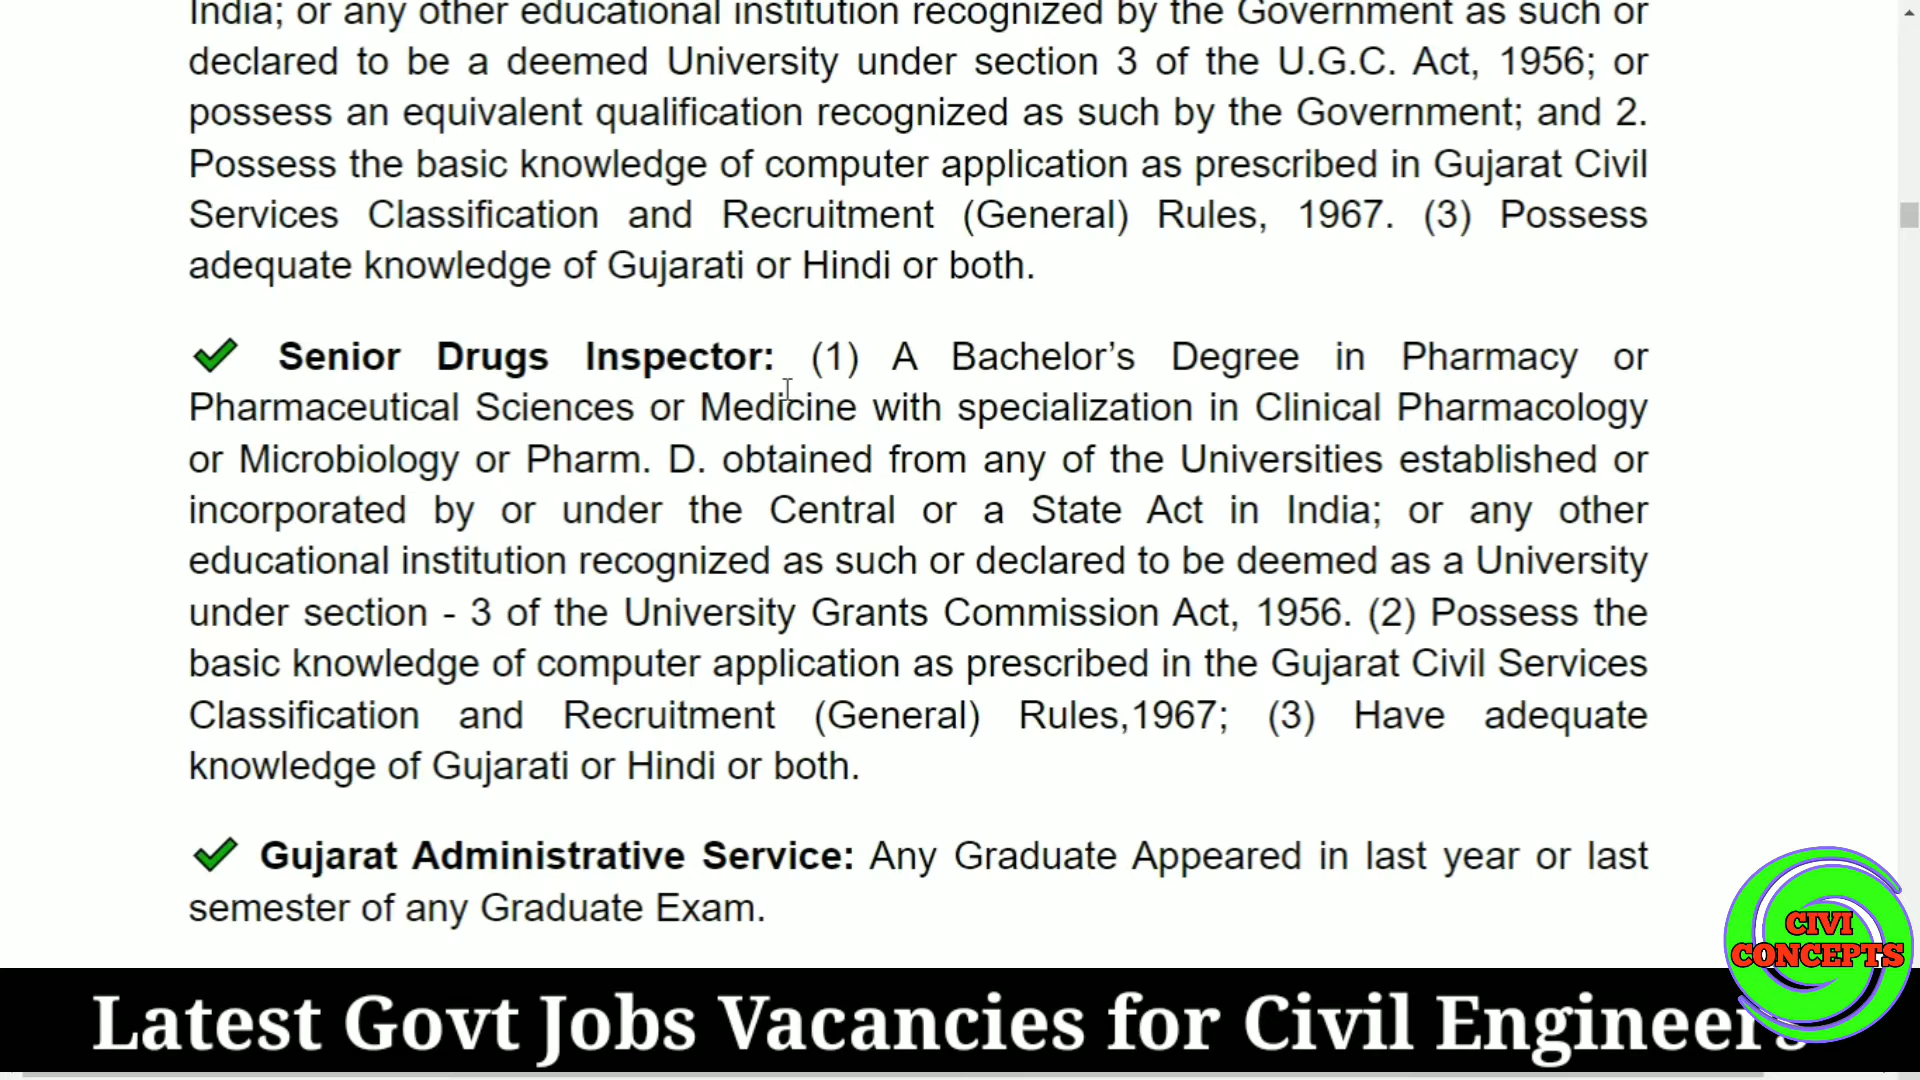 India; or any other educational institution recognized by the Government as such or
declared to be a deemed University under section 3 of the U.G.C. Act, 1956; or
possess an equivalent qualification recognized as such by the Government; and 2.
Possess the basic knowledge of computer application as prescribed in Gujarat Civil
Services Classification and Recruitment (General) Rules, 1967. (3) Possess
adequate knowledge of Gujarati or Hindi or both.
Senior Drugs Inspector: (1) A Bachelor’s Degree in Pharmacy or
Pharmaceutical Sciences or Medicine with specialization in Clinical Pharmacology
or Microbiology or Pharm. D. obtained from any of the Universities established or
incorporated by or under the Central or a State Act in India; or any other
educational institution recognized as such or declared to be deemed as a University
under section - 3 of the University Grants Commission Act, 1956. (2) Possess the
basic knowledge of computer application as prescribed in the Gujarat Civil Services
Classification and Recruitment (General) Rules,1967; (3) Have adequate
knowledge of Gujarati or Hindi or both.
Gujarat Administrative Service: Any Graduate Appeared in last year or last
semester of any Graduate Exam.
CIVI
CONCEPTS
Latest Govt Jobs Vacancies for Civil Engineers